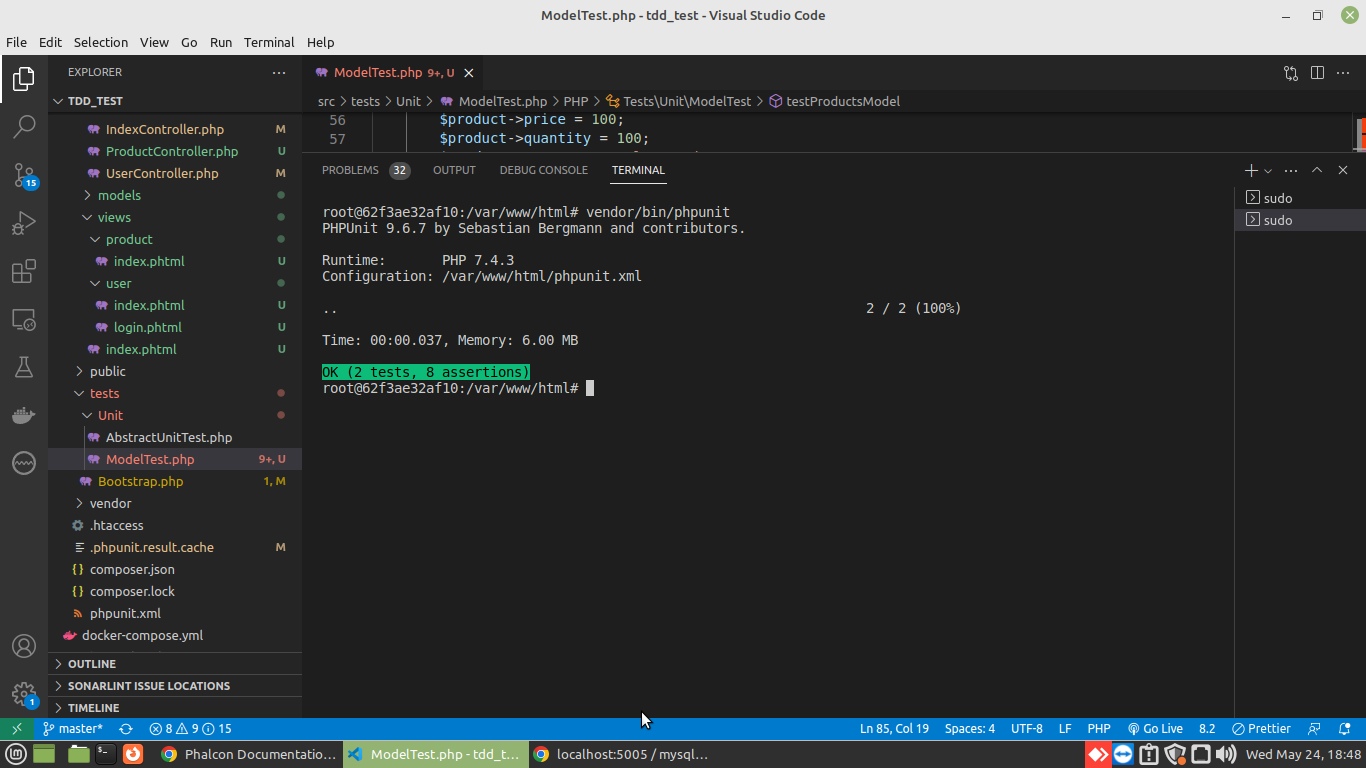 ModelTest.php - tdd_test - Visual Studio Code
File Edit Selection View Go Run Terminal Help
EXPLORER
TDD_TEST
IndexController.php M
ProductController.php U
UserController.php M
models
views
product
index.phtml U
user
index.phtml U
login.phtml U
index.phtml U
public
tests
Unit
AbstractUnitTest.php
ModelTest.php 9+, U
Bootstrap.php 1, M
vendor
.htaccess
.phpunit.result.cache M
composer.json
composer.lock
phpunit.xml
docker-compose.yml
OUTLINE
SONARLINT ISSUE LOCATIONS
TIMELINE
15
1
ModelTest.php 9+, U
src > tests > Unit > ModelTest.php > PHP > Tests\Unit\ModelTest > testProductsModel
56 $product->price = 100;
57 $product->quantity = 100;
PROBLEMS 32 OUTPUT DEBUG CONSOLE TERMINAL
root@62f3ae32af10:/var/www/html# vendor/bin/phpunit
PHPUnit 9.6.7 by Sebastian Bergmann and contributors.
Runtime: PHP 7.4.3
Configuration: /var/www/html/phpunit.xml
.. 2 / 2 (100%)
Time: 00:00.037, Memory: 6.00 MB
OK (2 tests, 8 assertions)
root@62f3ae32af10:/var/www/html#
sudo
sudo
master* 8 9 15 Ln 85, Col 19 Spaces: 4 UTF-8 LF PHP Go Live 8.2 Prettier
Phalcon Documentatio... ModelTest.php - tdd_t... localhost:5005 / mysql... Wed May 24, 18:48